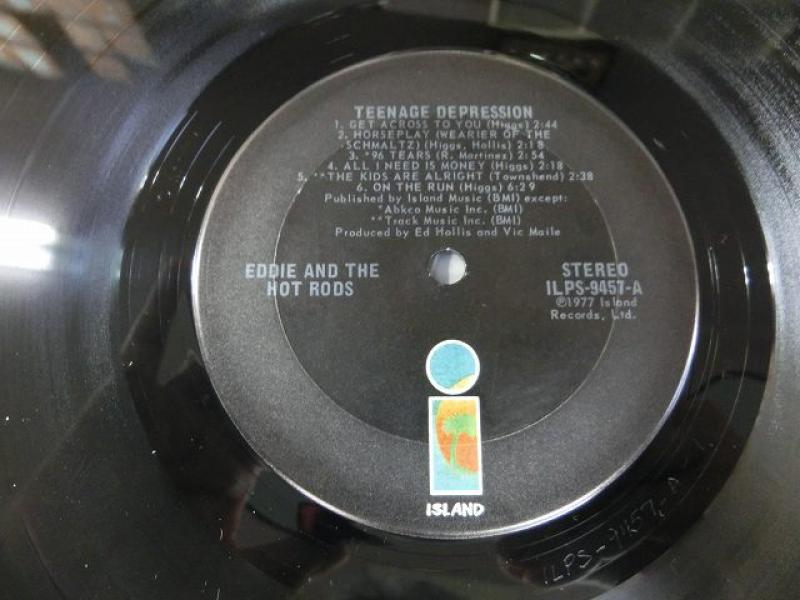 TEENAGE DEPRESSION
1. GET ACROSS TO YOU (Higgs) 2:44
2. HORSEPLAY (WEARIER OF THE
SCHMALTZ) (Higgs, Hollis) 2:18
3. *96 TEARS (R. Martinez) 2:54
4. ALL I NEED IS MONEY (Higgs) 2:18
5. **THE KIDS ARE ALRIGHT (Townshend) 2:38
6. ON THE RUN (Higgs) 6:29
Published by Island Music (BMI) except:
*Abkco Music Inc. (BMI)
**Track Music Inc. (BMI)
Produced by Ed Hollis and Vic Maile
EDDIE AND THE
HOT RODS
STEREO
ILPS-9457-A
℗1977 Island
Records, Ltd.
ISLAND
ILPS-9457-A